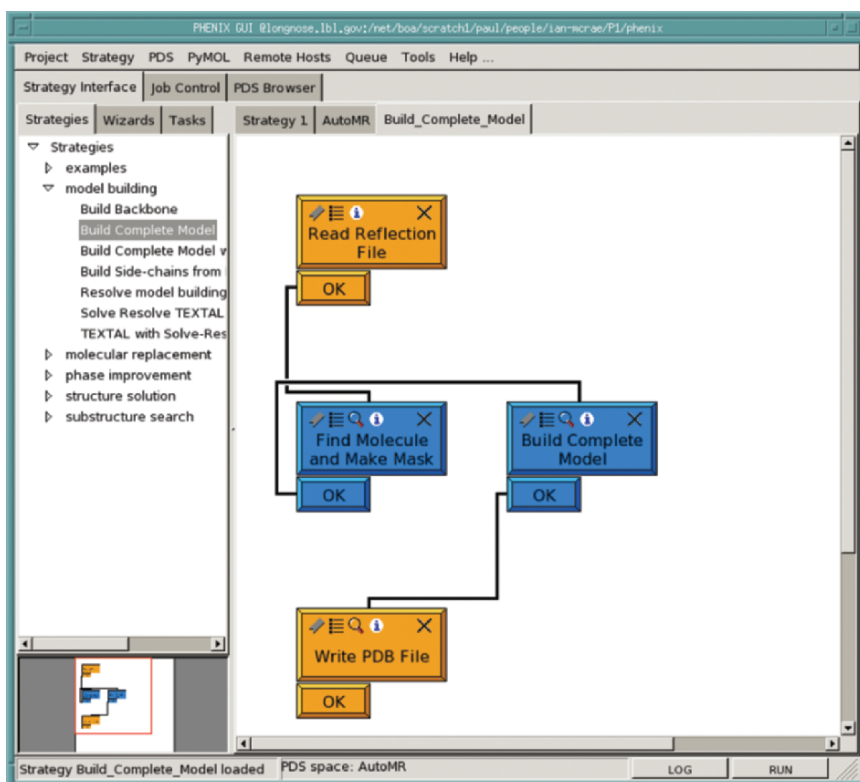 PHENIX GUI @longnose.lbl.gov:/net/boa/scratch1/paul/people/ian-mcrae/P1/phenix
Project Strategy PDS PyMOL Remote Hosts Queue Tools Help ...
Strategy Interface Job Control PDS Browser
Strategies Wizards Tasks
Strategy 1 AutoMR Build_Complete_Model
Strategies
examples
model building
Build Backbone
Build Complete Model
Build Complete Model w
Build Side-chains from
Resolve model building
Solve Resolve TEXTAL
TEXTAL with Solve-Res
molecular replacement
phase improvement
structure solution
substructure search
Read Reflection
File
OK
Find Molecule
and Make Mask
OK
Build Complete
Model
OK
Write PDB File
OK
Strategy Build_Complete_Model loaded PDS space: AutoMR LOG RUN